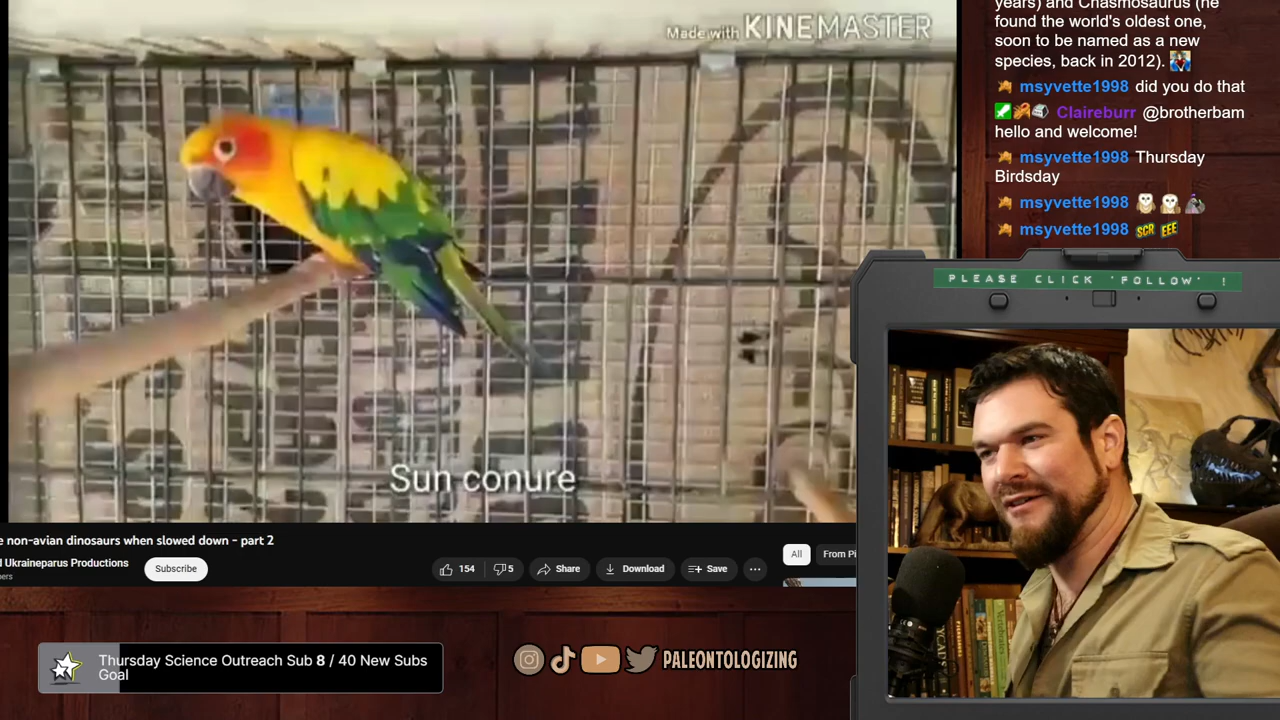 Made with KINEMASTER
Sun conure
e non-avian dinosaurs when slowed down - part 2
d Ukraineparus Productions
bers
Subscribe
154
5
Share
Download
Save
All
From Pi
years) and Chasmosaurus (he
found the world's oldest one,
soon to be named as a new
species, back in 2012).
msyvette1998 did you do that
Claireburr @brotherbam
hello and welcome!
msyvette1998 Thursday
Birdsday
msyvette1998
msyvette1998 SCR EEE
PLEASE CLICK 'FOLLOW' !
Thursday Science Outreach Sub 8 / 40 New Subs
Goal
PALEONTOLOGIZING